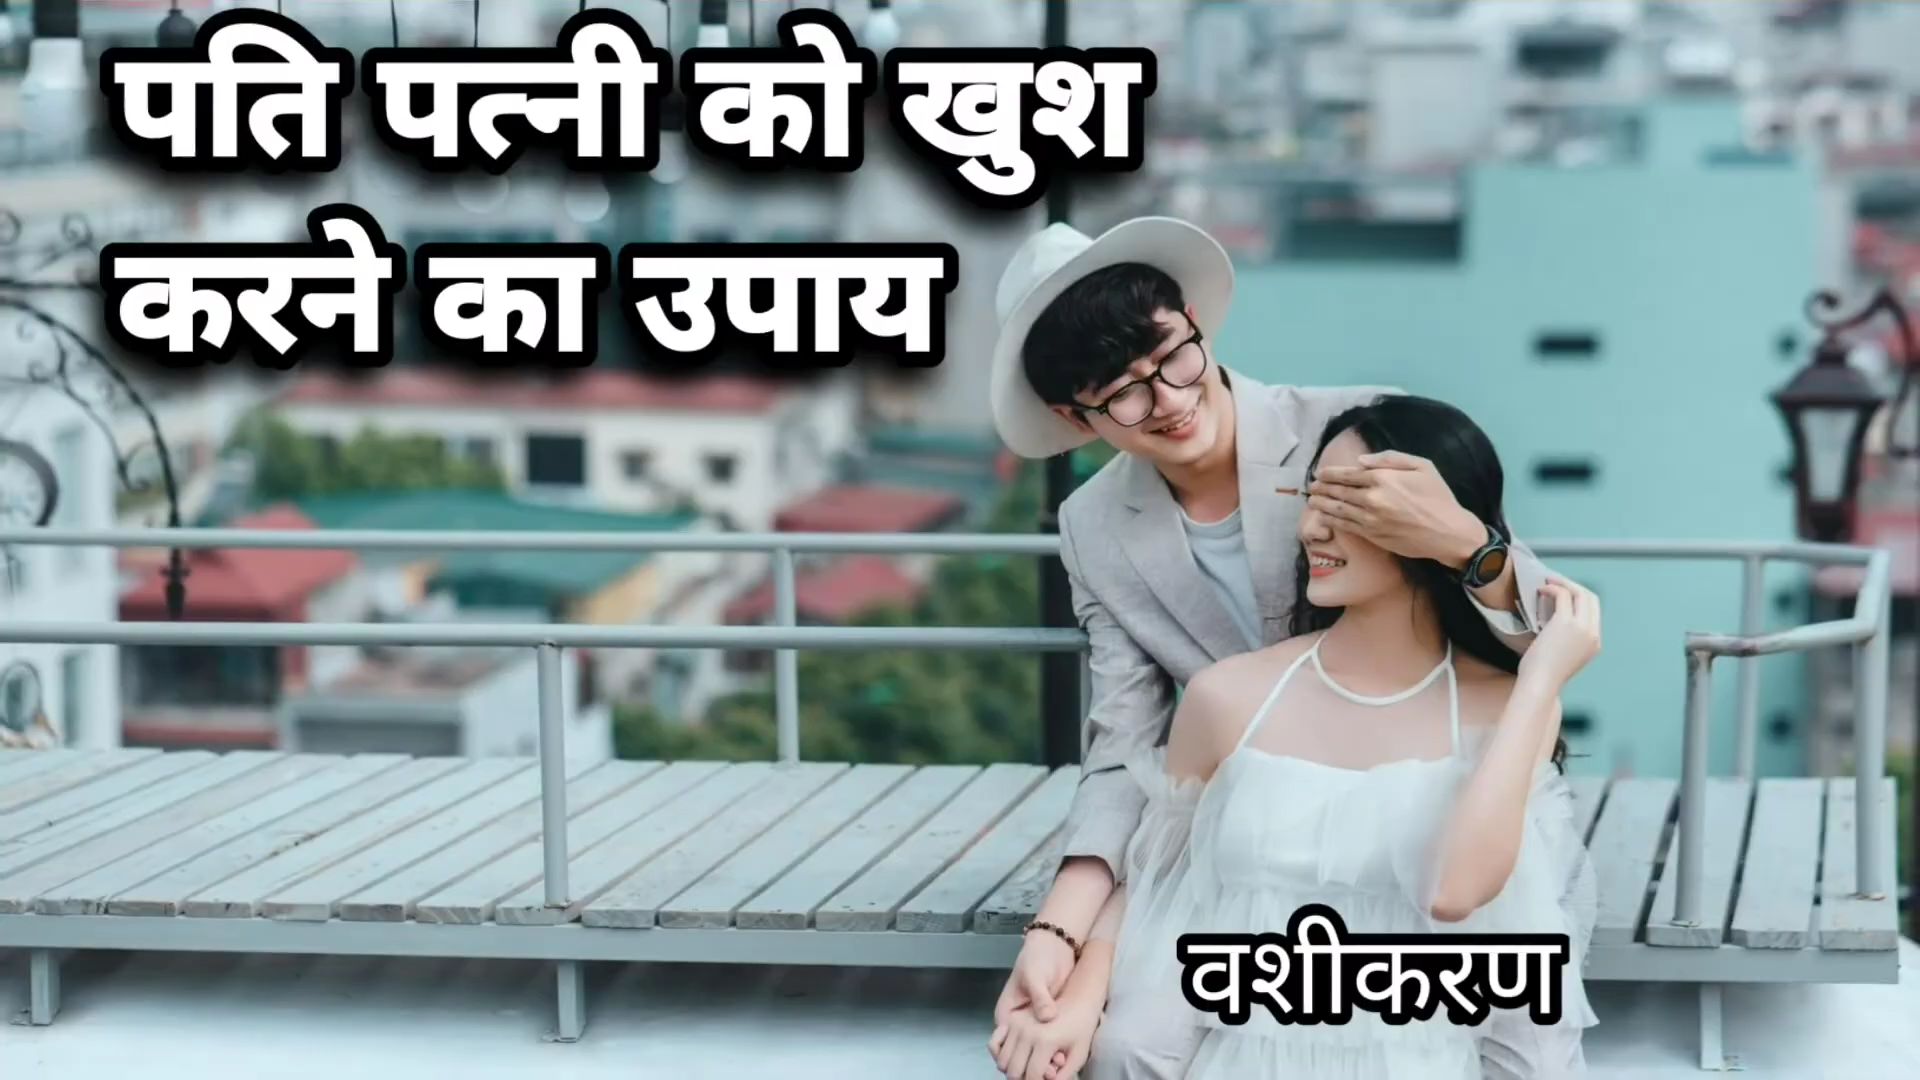 पति पत्नी को खुश
करने का उपाय
वशीकरण